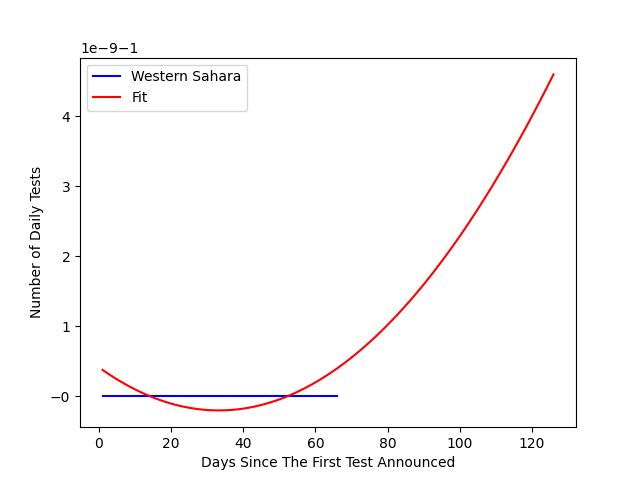 1e−9−1
Western Sahara
Fit
4
3
2
1
−0
Number of Daily Tests
0 20 40 60 80 100 120
Days Since The First Test Announced